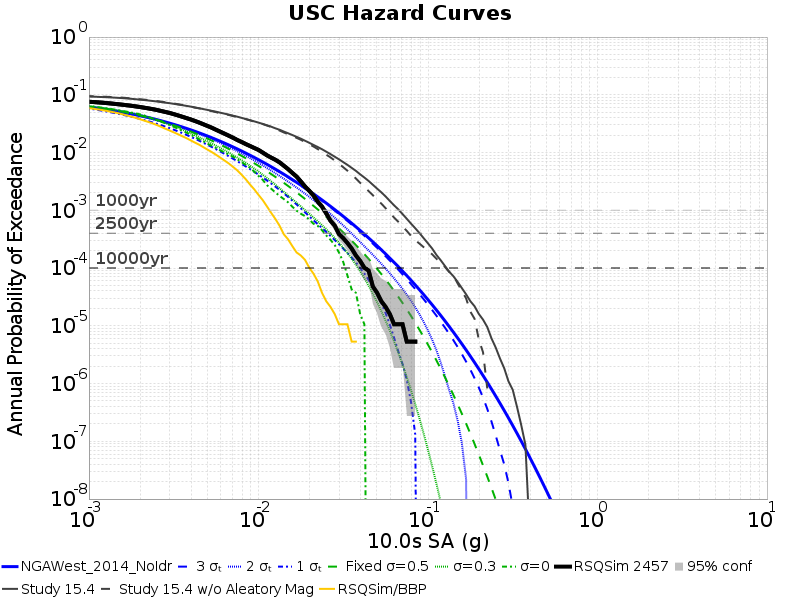 USC Hazard Curves
Annual Probability of Exceedance
10^0
10^-1
10^-2
10^-3
10^-4
10^-5
10^-6
10^-7
10^-8
1000yr
2500yr
10000yr
10^-3 10^-2 10^-1 10^0 10^1
10.0s SA (g)
NGAWest_2014_NoIdr 3 σₜ 2 σₜ 1 σₜ Fixed σ=0.5 σ=0.3 σ=0 RSQSim 2457 95% conf
Study 15.4 Study 15.4 w/o Aleatory Mag RSQSim/BBP